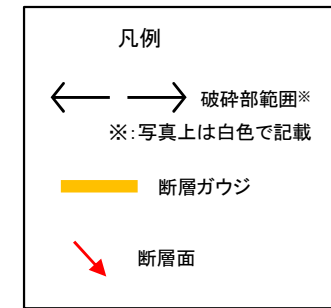 凡例
破砕部範囲※
※：写真上は白色で記載
断層ガウジ
断層面